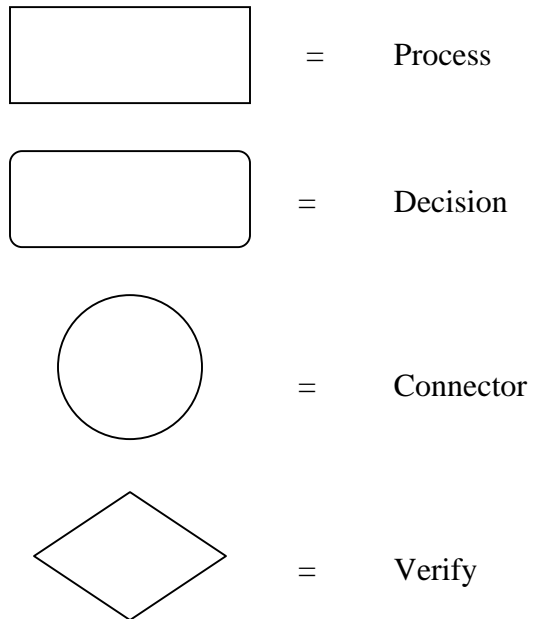 = Process
= Decision
= Connector
= Verify